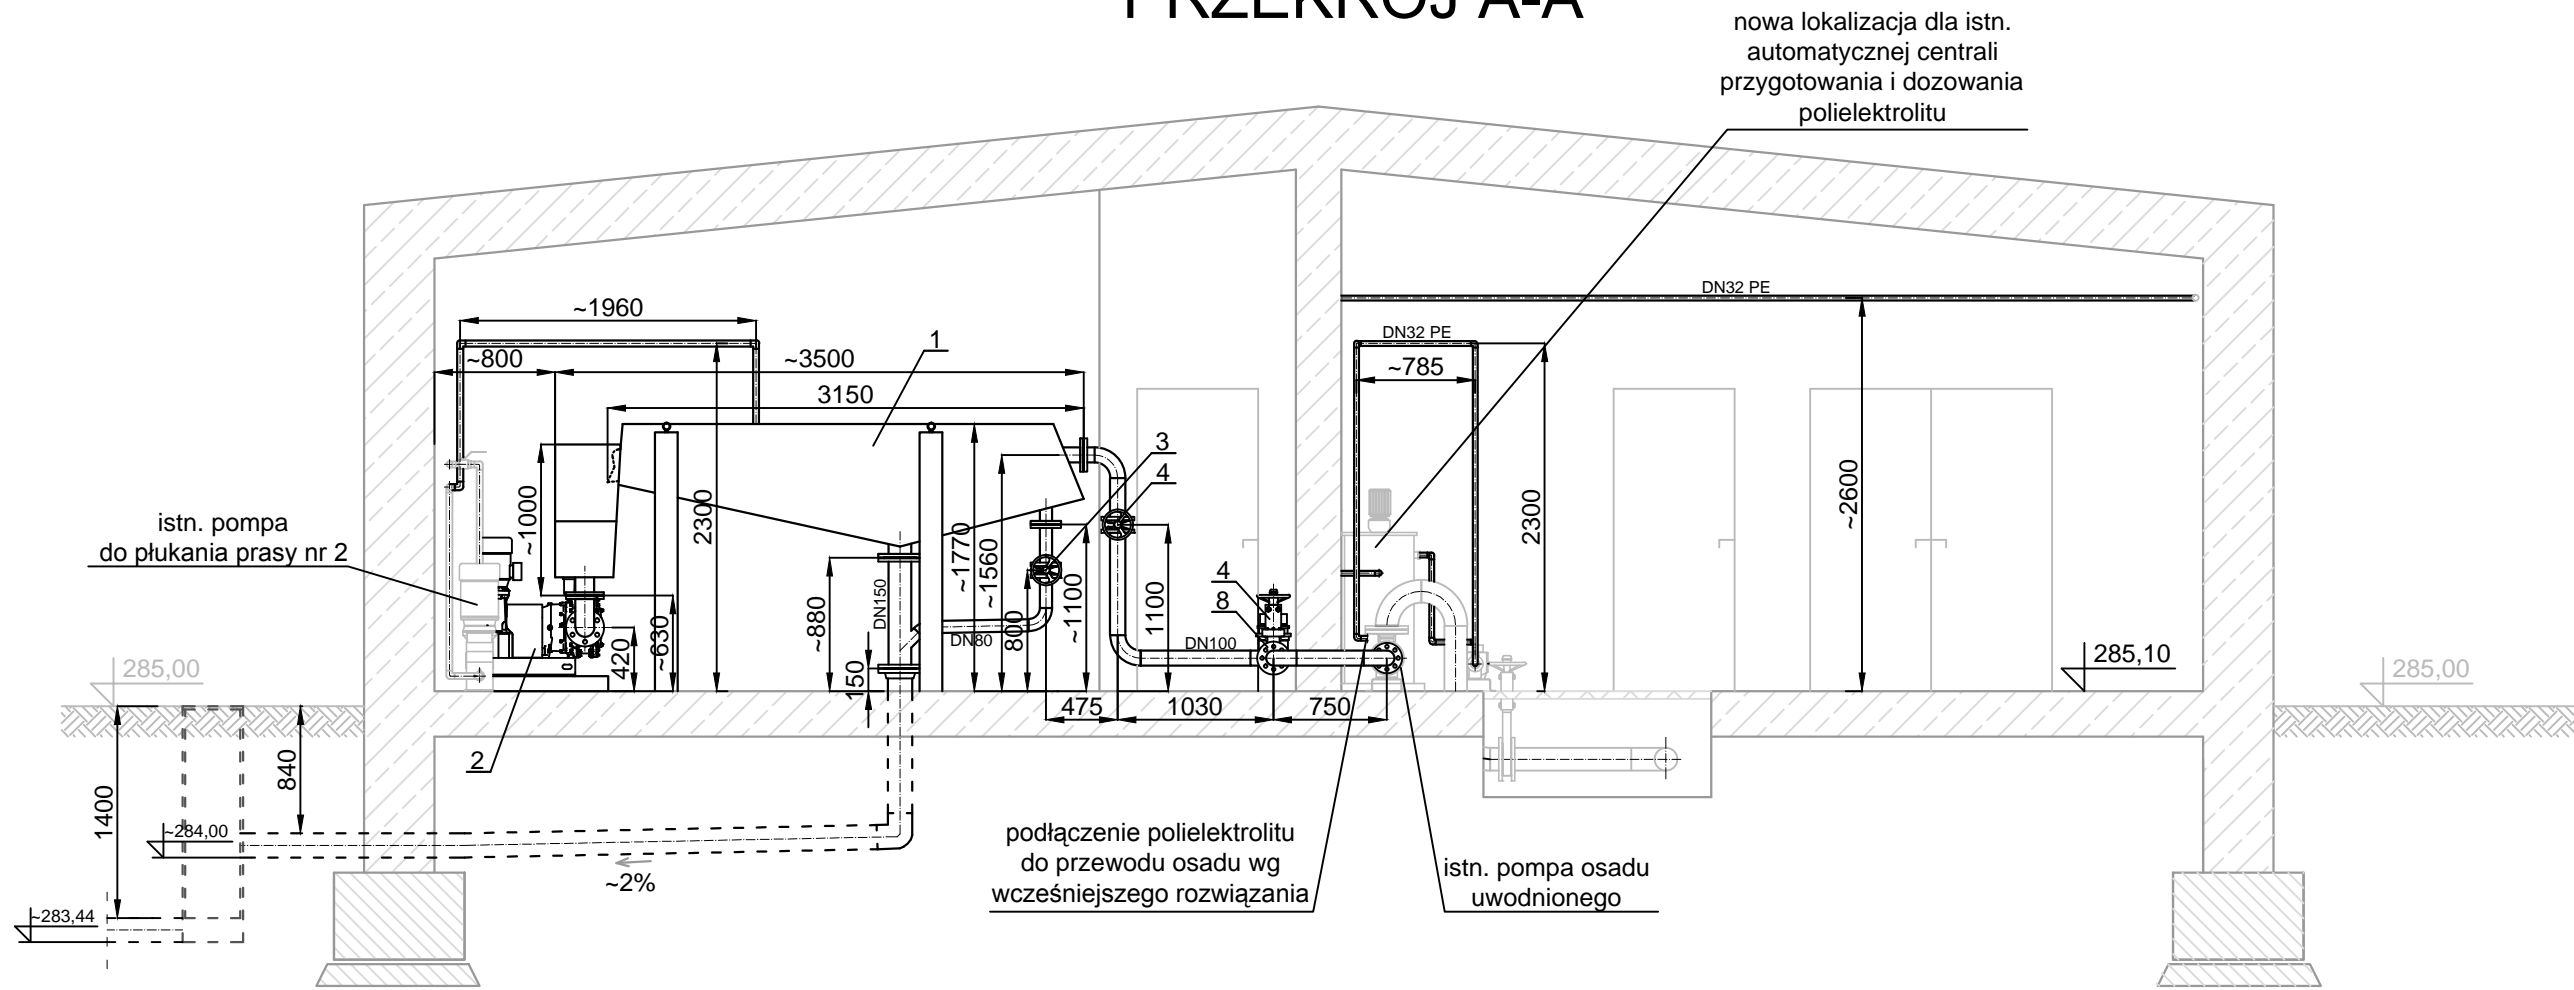 PRZEKRÓJ A-A
nowa lokalizacja dla istn.
automatycznej centrali
przygotowania i dozowania
polielektrolitu
DN32 PE
~1960
DN32 PE
1
~800
~3500
~785
3150
3
4
~1000
2300
2300
~2600
istn. pompa
do płukania prasy nr 2
~1770
~1560
~880
DN150
800
~1100
1100
4
8
~630
420
DN80
DN100
150
285,00
285,10
285,00
475
1030
750
2
840
1400
~284,00
~2%
~283,44
podłączenie polielektrolitu
do przewodu osadu wg
wcześniejszego rozwiązania
istn. pompa osadu
uwodnionego